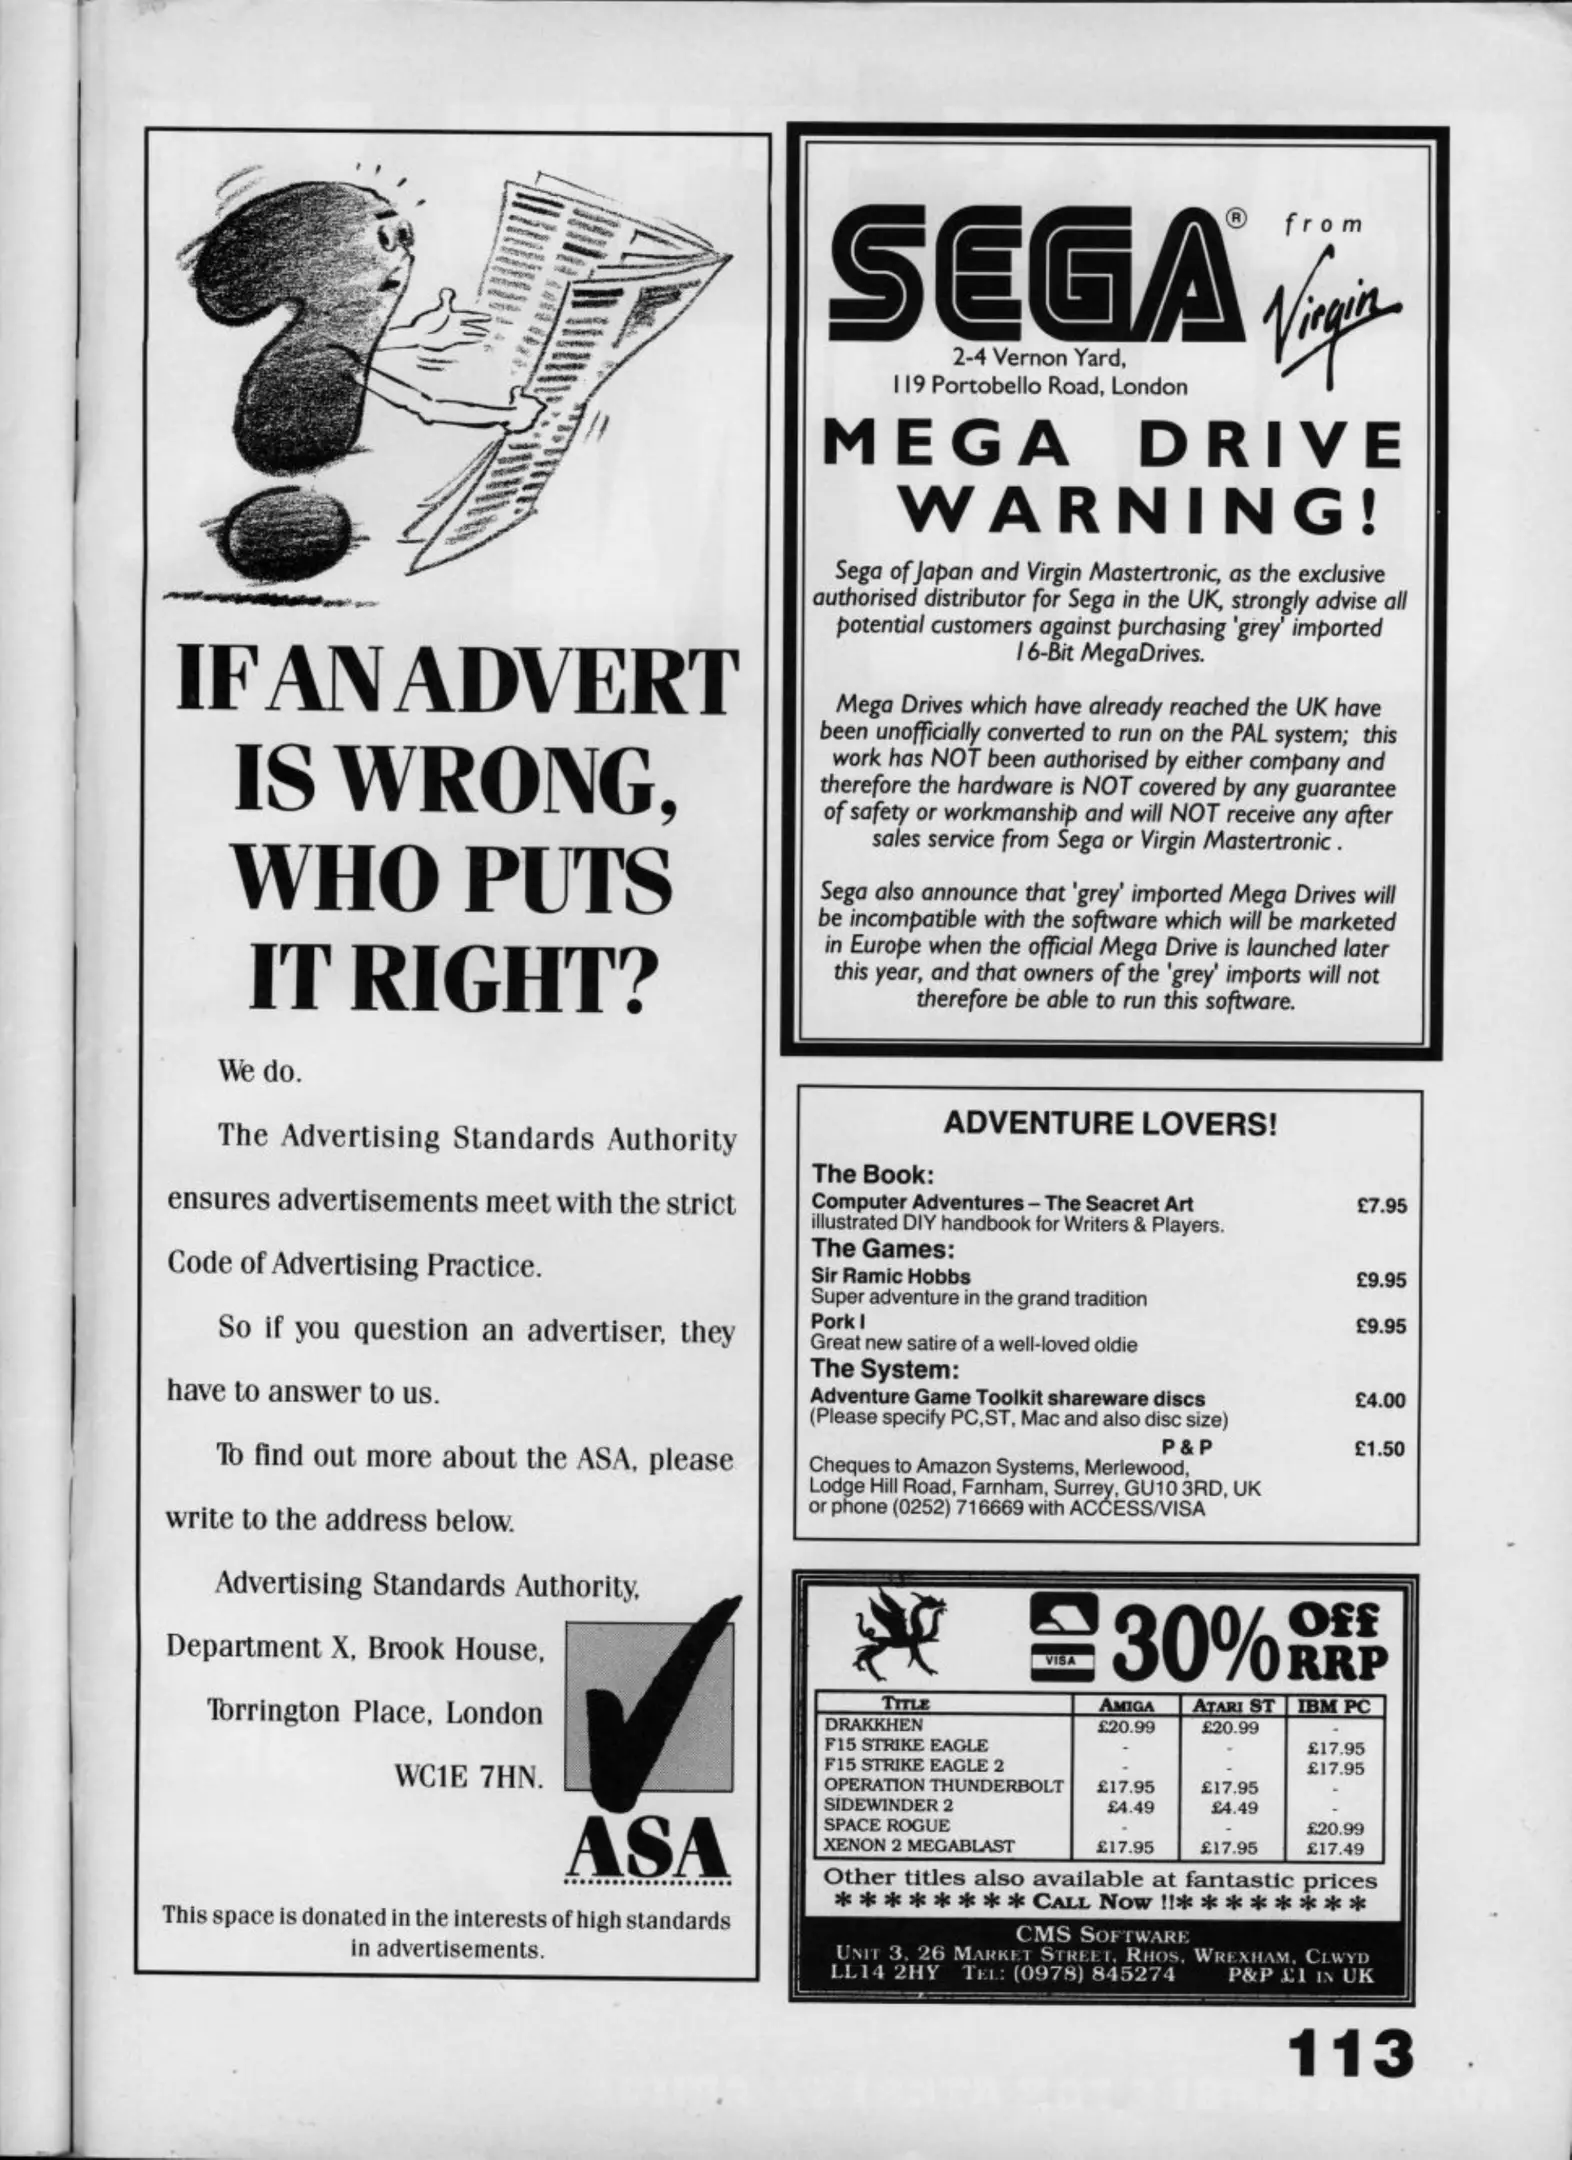 IF AN ADVERT
IS WRONG,
WHO PUTS
IT RIGHT?
We do.
The Advertising Standards Authority
ensures advertisements meet with the strict
Code of Advertising Practice.
So if you question an advertiser, they
have to answer to us.
To find out more about the ASA, please
write to the address below.
Advertising Standards Authority,
Department X, Brook House,
Torrington Place, London
WC1E 7HN.
ASA
This space is donated in the interests of high standards
in advertisements.
SEGA® from
Virgin
2-4 Vernon Yard,
119 Portobello Road, London
MEGA DRIVE
WARNING!
Sega of Japan and Virgin Mastertronic, as the exclusive
authorised distributor for Sega in the UK, strongly advise all
potential customers against purchasing 'grey' imported
16-Bit MegaDrives.
Mega Drives which have already reached the UK have
been unofficially converted to run on the PAL system; this
work has NOT been authorised by either company and
therefore the hardware is NOT covered by any guarantee
of safety or workmanship and will NOT receive any after
sales service from Sega or Virgin Mastertronic .
Sega also announce that 'grey' imported Mega Drives will
be incompatible with the software which will be marketed
in Europe when the official Mega Drive is launched later
this year, and that owners of the 'grey' imports will not
therefore be able to run this software.
ADVENTURE LOVERS!
The Book:
Computer Adventures – The Seacret Art £7.95
illustrated DIY handbook for Writers & Players.
The Games:
Sir Ramic Hobbs £9.95
Super adventure in the grand tradition
Pork I £9.95
Great new satire of a well-loved oldie
The System:
Adventure Game Toolkit shareware discs £4.00
(Please specify PC,ST, Mac and also disc size)
P & P £1.50
Cheques to Amazon Systems, Merlewood,
Lodge Hill Road, Farnham, Surrey, GU10 3RD, UK
or phone (0252) 716669 with ACCESS/VISA
VISA
30% Off
RRP
TITLE AMIGA ATARI ST IBM PC
DRAKKHEN £20.99 £20.99 -
F15 STRIKE EAGLE - - £17.95
F15 STRIKE EAGLE 2 - - £17.95
OPERATION THUNDERBOLT £17.95 £17.95 -
SIDEWINDER 2 £4.49 £4.49 -
SPACE ROGUE - - £20.99
XENON 2 MEGABLAST £17.95 £17.95 £17.49
Other titles also available at fantastic prices
******** CALL NOW !!********
CMS SOFTWARE
UNIT 3, 26 MARKET STREET, RHOS, WREXHAM, CLWYD
LL14 2HY TEL: (0978) 845274 P&P £1 IN UK
113